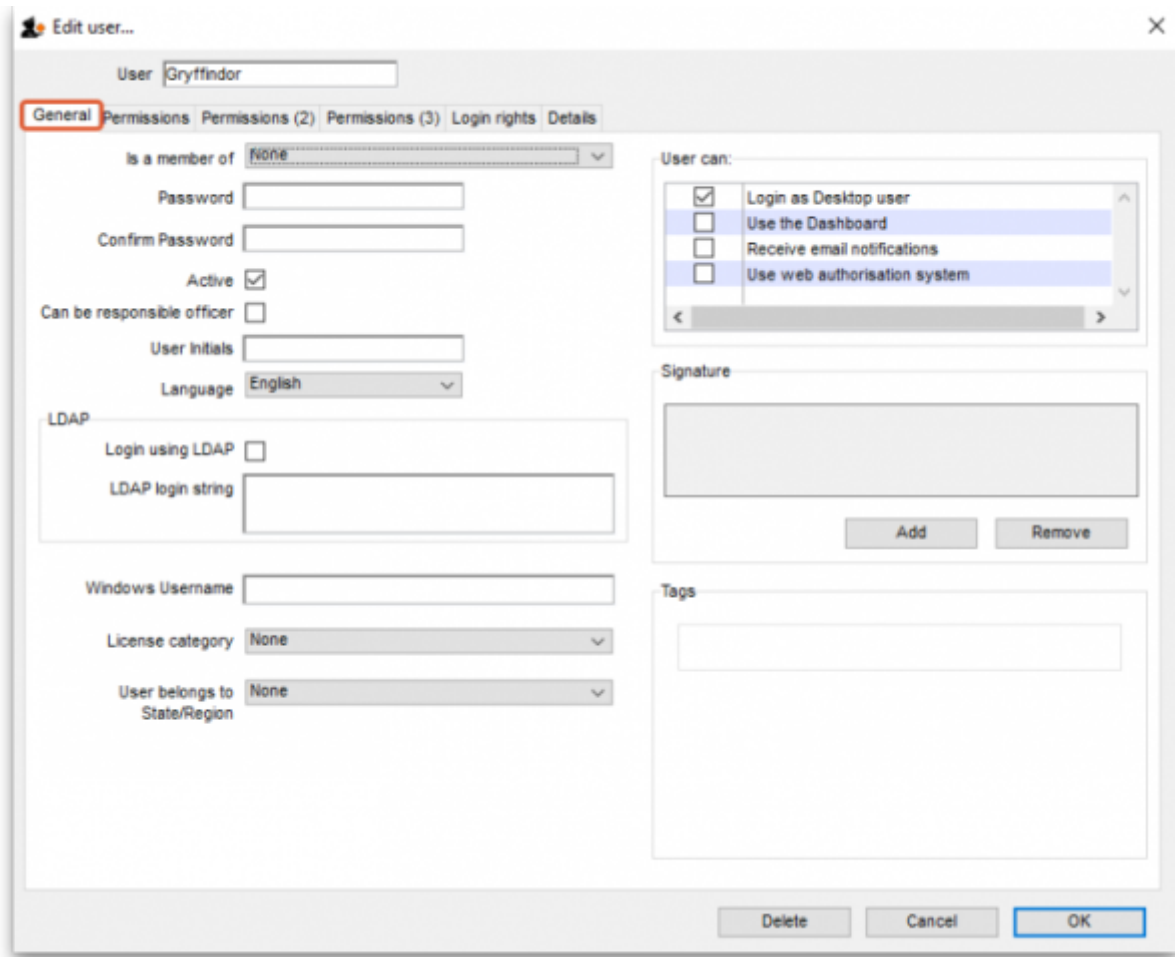 Edit user...
User Gryffindor
General Permissions Permissions (2) Permissions (3) Login rights Details
Is a member of None
Password
Confirm Password
Active
Can be responsible officer
User Initials
Language English
LDAP
Login using LDAP
LDAP login string
Windows Username
License category None
User belongs to None
State/Region
User can:
Login as Desktop user
Use the Dashboard
Receive email notifications
Use web authorisation system
Signature
Add Remove
Tags
Delete Cancel OK